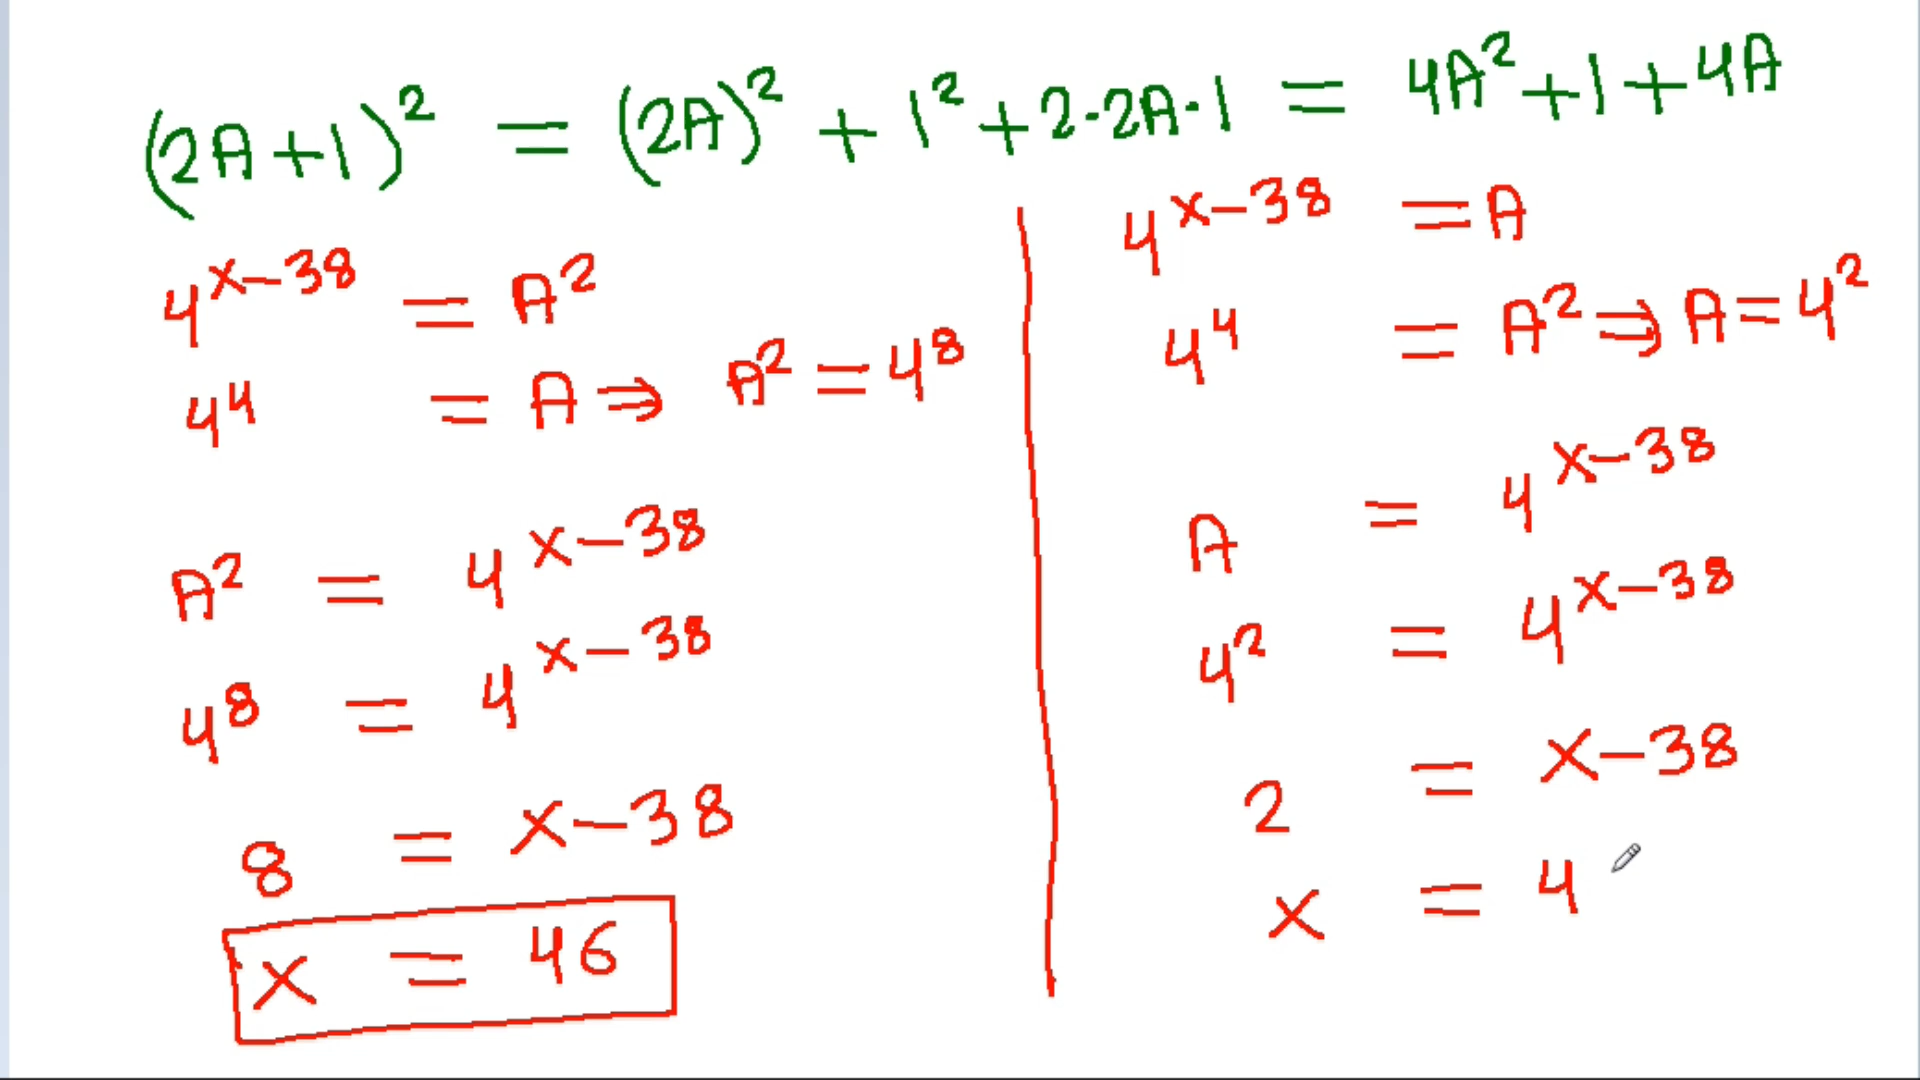 (2A+1)² = (2A)² + 1² + 2·2A·1 = 4A² + 1 + 4A
4^(x−38) = A²
4⁴ = A ⇒ A² = 4⁸
A² = 4^(x−38)
4⁸ = 4^(x−38)
8 = x−38
x = 46
4^(x−38) = A
4⁴ = A² ⇒ A = 4²
A = 4^(x−38)
4² = 4^(x−38)
2 = x−38
x = 4